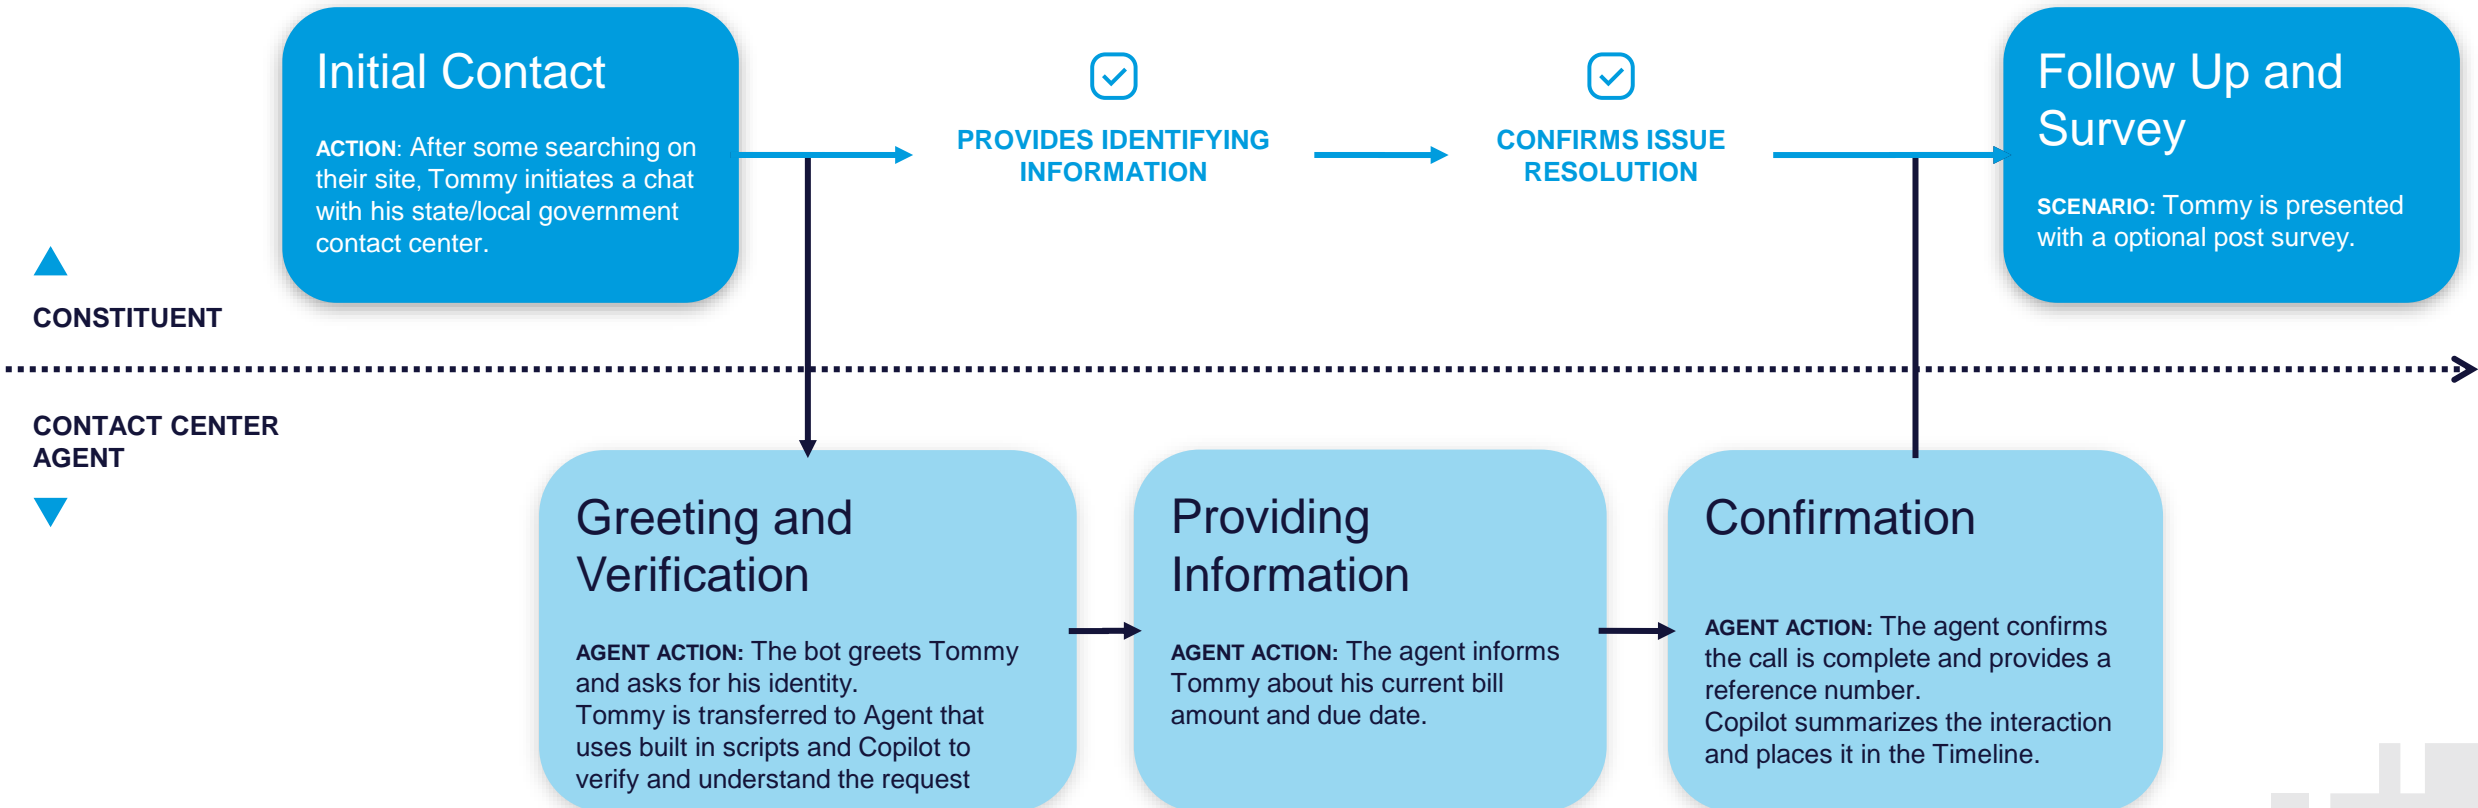 Initial Contact
ACTION: After some searching on
their site, Tommy initiates a chat
with his state/local government
contact center.
PROVIDES IDENTIFYING
INFORMATION
CONFIRMS ISSUE
RESOLUTION
Follow Up and
Survey
SCENARIO: Tommy is presented
with a optional post survey.
CONSTITUENT
CONTACT CENTER
AGENT
Greeting and
Verification
AGENT ACTION: The bot greets Tommy
and asks for his identity.
Tommy is transferred to Agent that
uses built in scripts and Copilot to
verify and understand the request
Providing
Information
AGENT ACTION: The agent informs
Tommy about his current bill
amount and due date.
Confirmation
AGENT ACTION: The agent confirms
the call is complete and provides a
reference number.
Copilot summarizes the interaction
and places it in the Timeline.